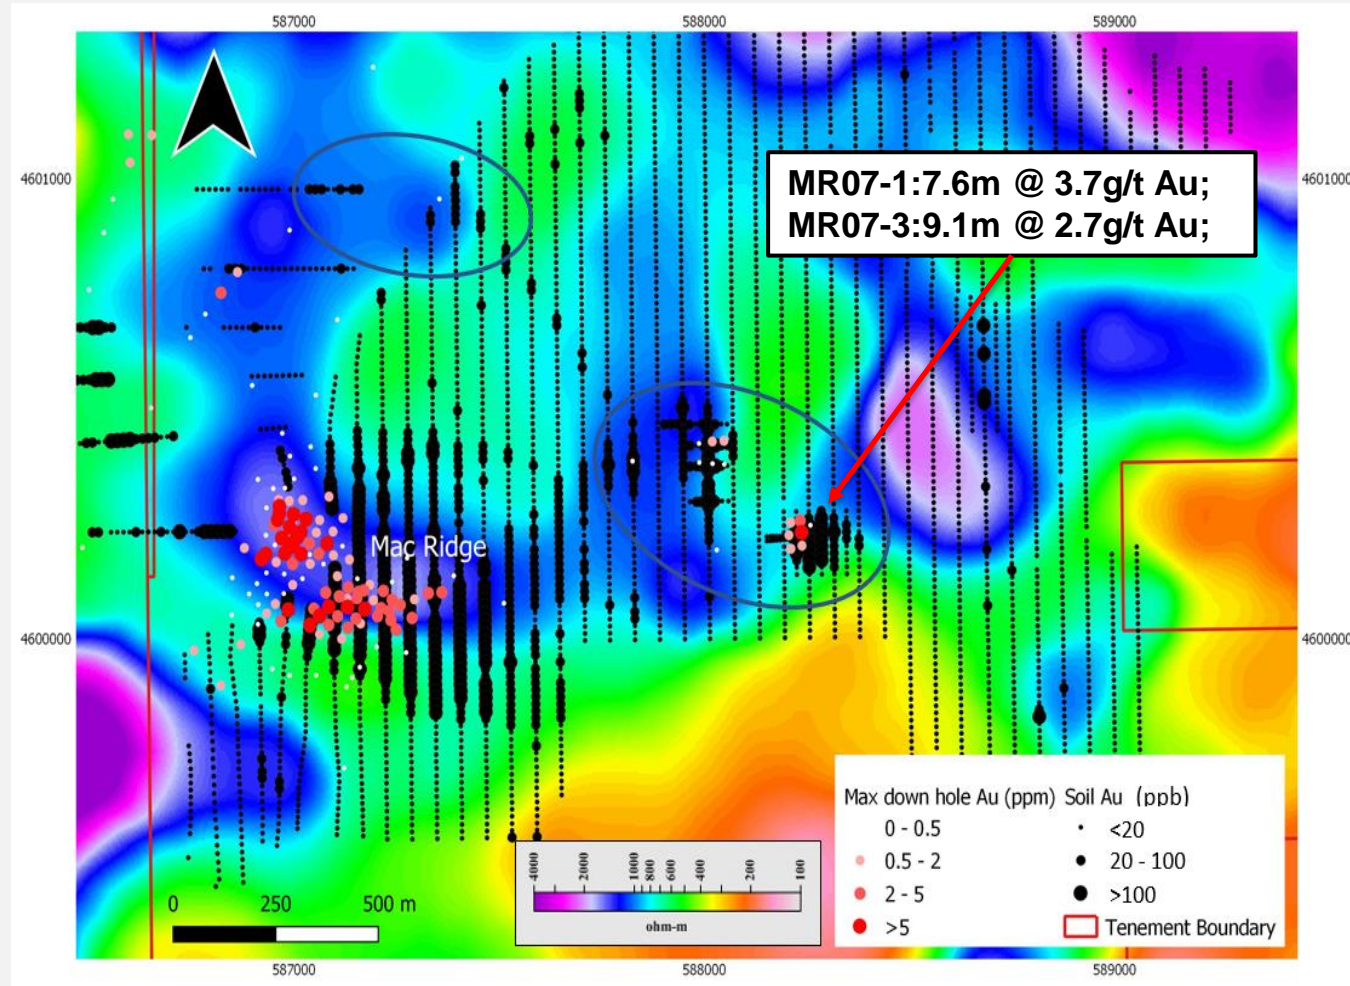 587000 588000 589000
4601000 4601000
MR07-1:7.6m @ 3.7g/t Au;
MR07-3:9.1m @ 2.7g/t Au;
Mac Ridge
4600000 4600000
Max down hole Au (ppm) Soil Au (ppb)
0 - 0.5 <20
0.5 - 2 20 - 100
2 - 5 >100
>5 Tenement Boundary
4000 2000 1000 800 600 400 200 100
ohm-m
0 250 500 m
587000 588000 589000